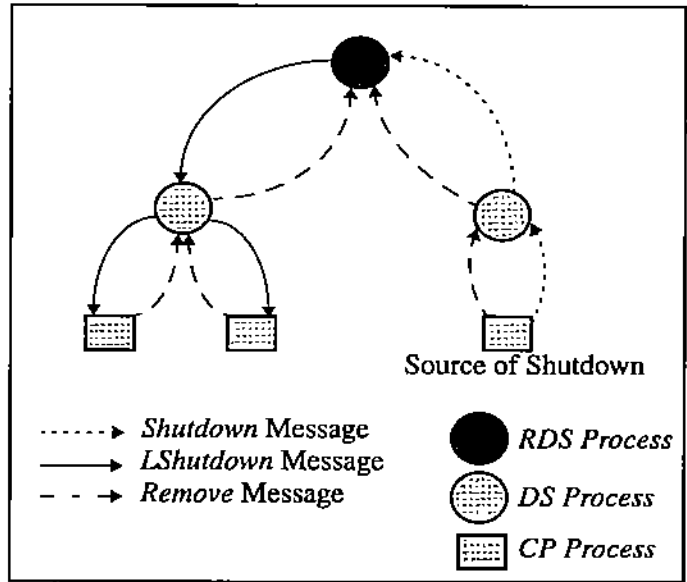 Source of Shutdown
Shutdown Message
LShutdown Message
Remove Message
RDS Process
DS Process
CP Process